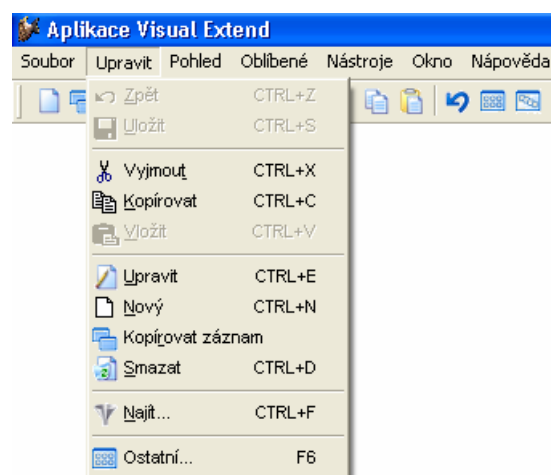 Aplikace Visual Extend
Soubor Upravit Pohled Oblíbené Nástroje Okno Nápověda
Zpět CTRL+Z
Uložit CTRL+S
Vyjmout CTRL+X
Kopírovat CTRL+C
Vložit CTRL+V
Upravit CTRL+E
Nový CTRL+N
Kopírovat záznam
Smazat CTRL+D
Najít... CTRL+F
Ostatní... F6